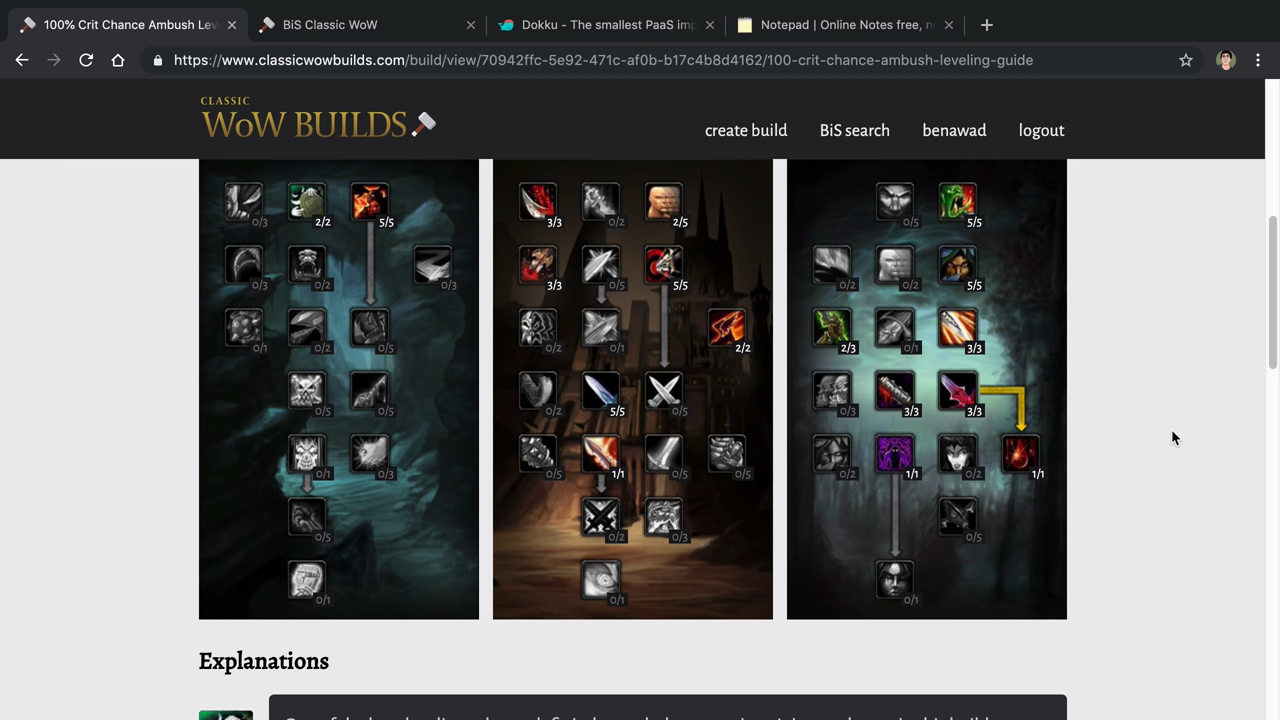 100% Crit Chance Ambush Lev
BiS Classic WoW
Dokku - The smallest PaaS imp
Notepad | Online Notes free, n
https://www.classicwowbuilds.com/build/view/70942ffc-5e92-471c-af0b-b17c4b8d4162/100-crit-chance-ambush-leveling-guide
CLASSIC
WoW BUILDS
create build
BiS search
benawad
logout
0/3 2/2 5/5
0/3 0/2 0/3
0/1 0/2 0/5
0/5 0/5
0/1 0/3
0/5
0/1
3/3 0/2 2/5
3/3 0/5 5/5
0/2 0/1 2/2
0/2 5/5 0/5
0/5 1/1 0/5 0/5
0/2 0/3
0/1
0/5 5/5
0/2 0/2 5/5
2/3 0/1 3/3
0/3 3/3 3/3
0/2 1/1 0/2 1/1
0/5
0/1
Explanations